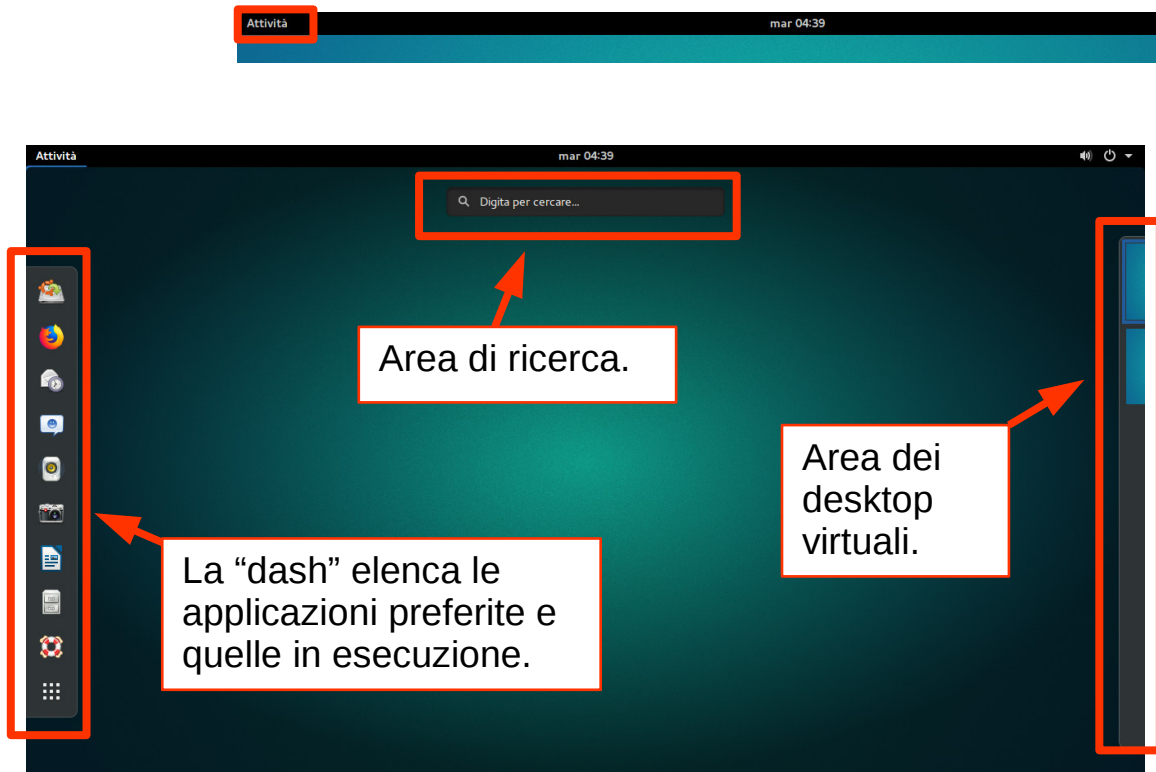 Attività mar 04:39
Attività mar 04:39
Digita per cercare...
Area di ricerca.
Area dei
desktop
virtuali.
La “dash” elenca le
applicazioni preferite e
quelle in esecuzione.